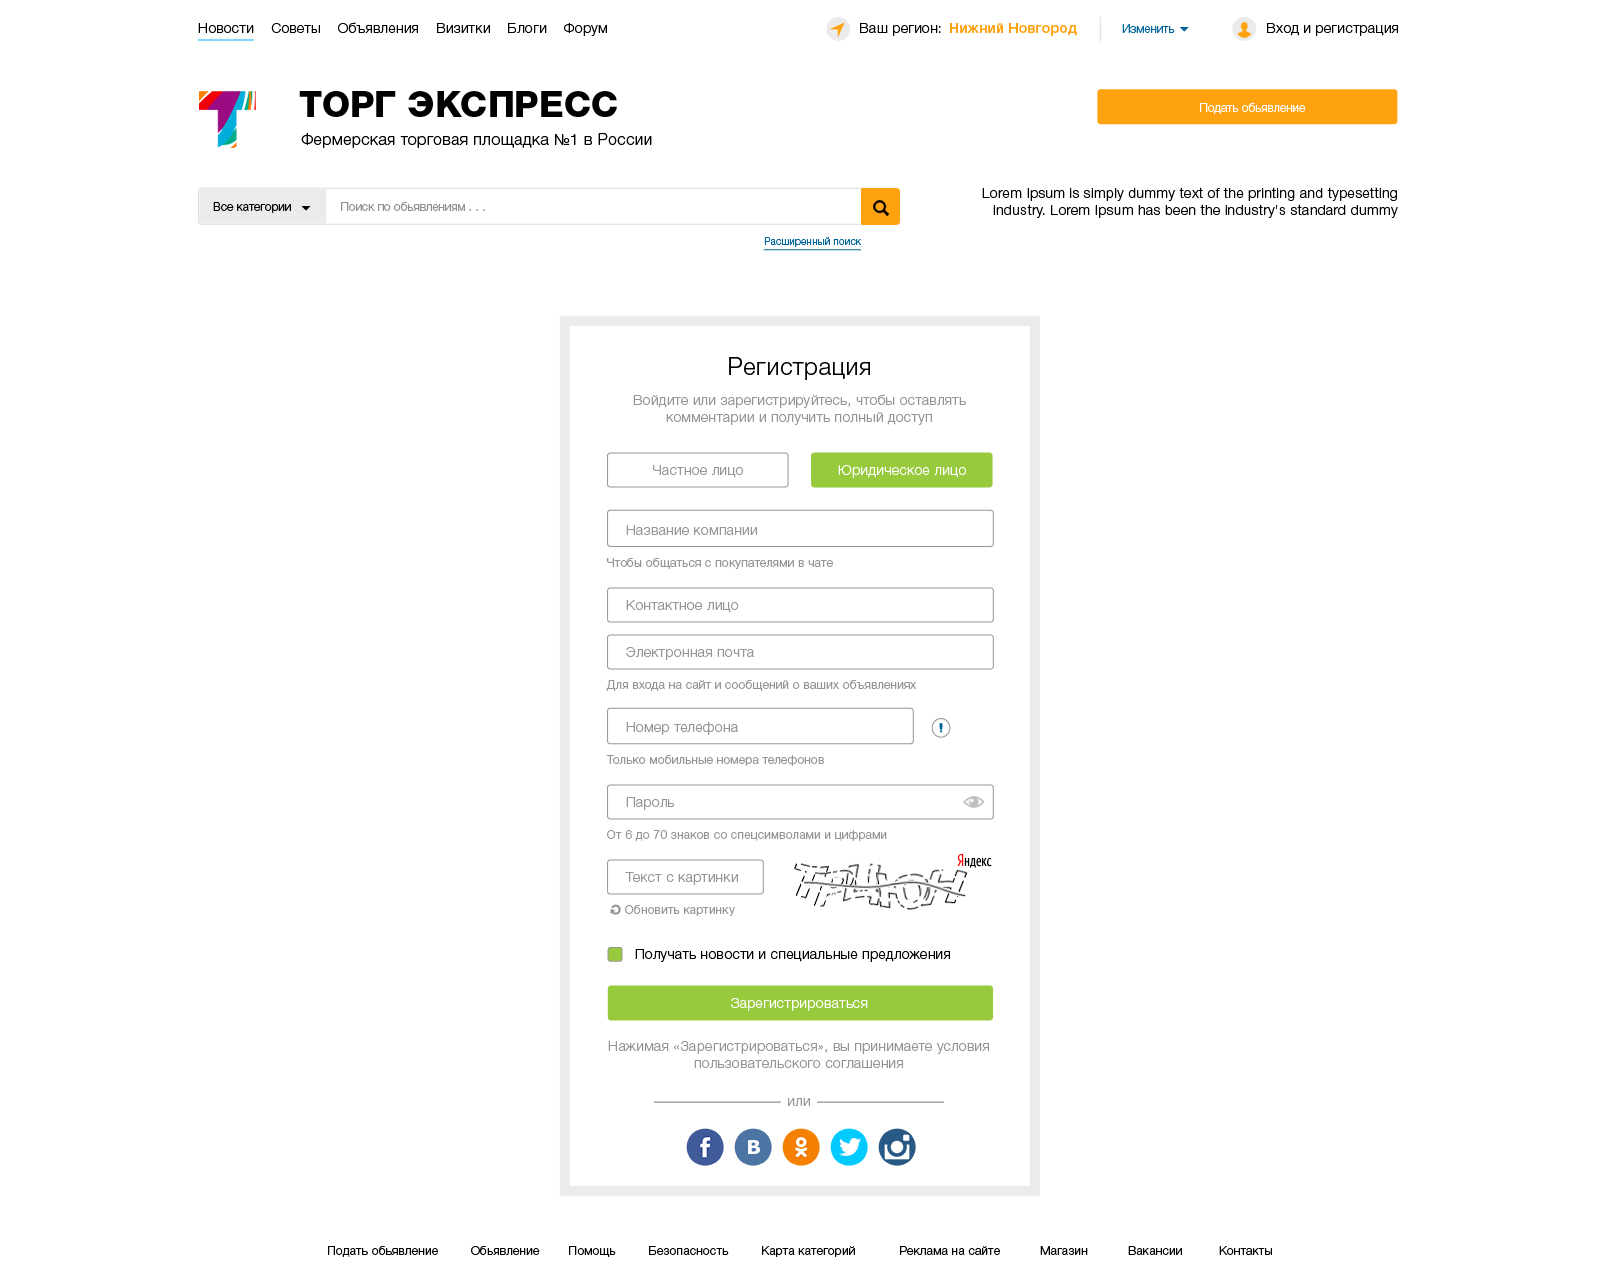 Новости Советы Объявления Визитки Блоги Форум Ваш регион: Нижний Новгород Изменить Вход и регистрация
ТОРГ ЭКСПРЕСС
Фермерская торговая площадка №1 в России
Подать обьявление
Все категории Поиск по обьявлениям . . .
Расширенный поиск
Lorem Ipsum is simply dummy text of the printing and typesetting
industry. Lorem Ipsum has been the industry's standard dummy
Регистрация
Войдите или зарегистрируйтесь, чтобы оставлять
комментарии и получить полный доступ
Частное лицо Юридическое лицо
Название компании
Чтобы общаться с покупателями в чате
Контактное лицо
Электронная почта
Для входа на сайт и сообщений о ваших объявлениях
Номер телефона
Только мобильные номера телефонов
Пароль
От 6 до 70 знаков со спецсимволами и цифрами
Яндекс
Текст с картинки
Обновить картинку
Получать новости и специальные предложения
Зарегистрироваться
Нажимая «Зарегистрироваться», вы принимаете условия
пользовательского соглашения
или
Подать обьявление Обьявление Помощь Безопасность Карта категорий Реклама на сайте Магазин Вакансии Контакты